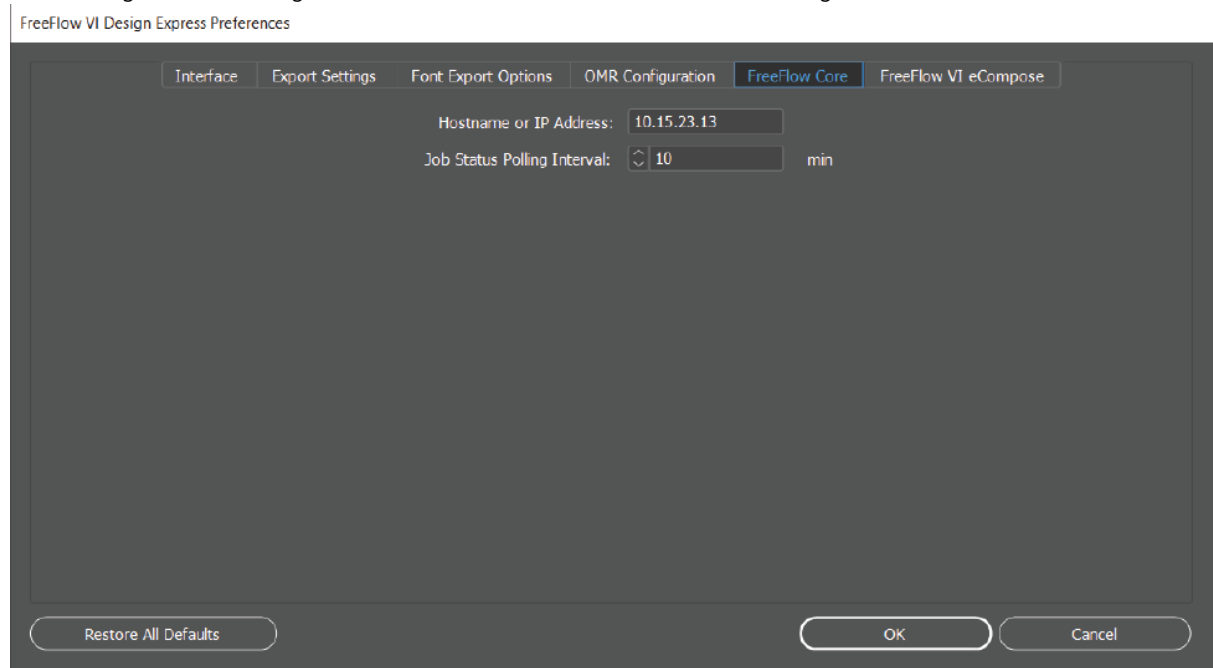 FreeFlow VI Design Express Preferences
Interface Export Settings Font Export Options OMR Configuration FreeFlow Core FreeFlow VI eCompose
Hostname or IP Address: 10.15.23.13
Job Status Polling Interval: 10 min
Restore All Defaults OK Cancel